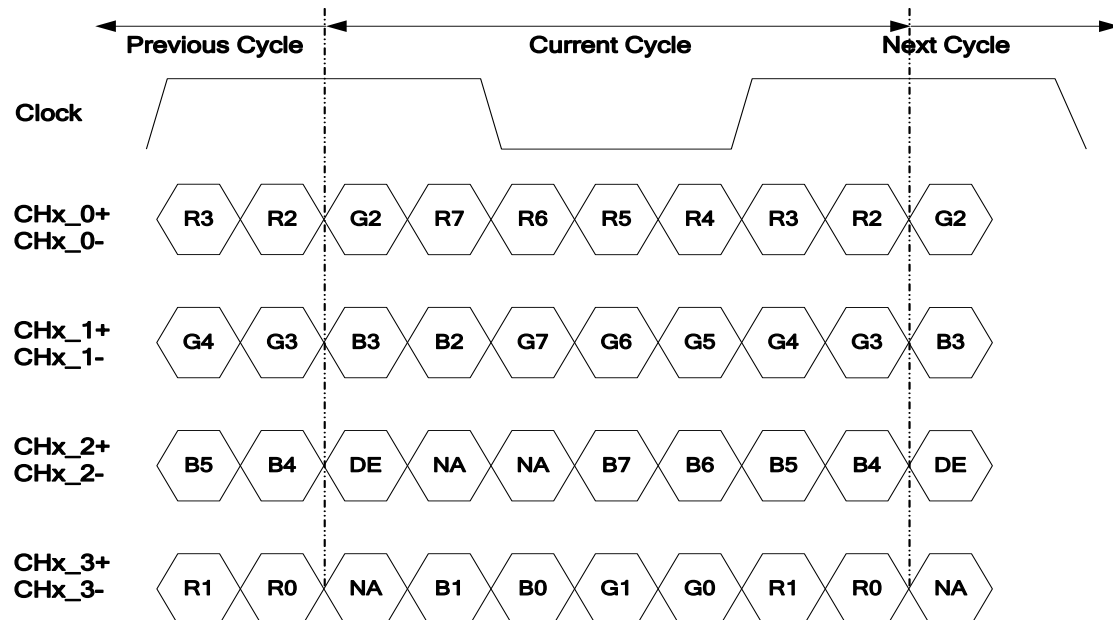 Previous Cycle Current Cycle Next Cycle
Clock
CHx_0+
CHx_0-
R3 R2 G2 R7 R6 R5 R4 R3 R2 G2
CHx_1+
CHx_1-
G4 G3 B3 B2 G7 G6 G5 G4 G3 B3
CHx_2+
CHx_2-
B5 B4 DE NA NA B7 B6 B5 B4 DE
CHx_3+
CHx_3-
R1 R0 NA B1 B0 G1 G0 R1 R0 NA